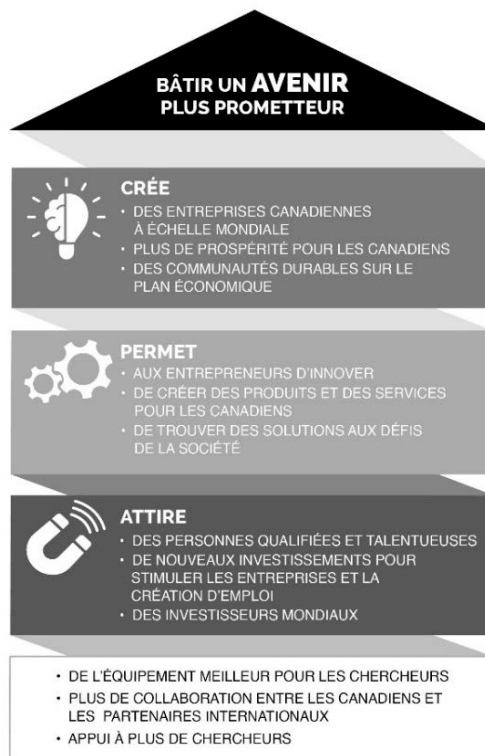 BÂTIR UN AVENIR
PLUS PROMETTEUR
CRÉE
• DES ENTREPRISES CANADIENNES
À ÉCHELLE MONDIALE
• PLUS DE PROSPÉRITÉ POUR LES CANADIENS
• DES COMMUNAUTÉS DURABLES SUR LE
PLAN ÉCONOMIQUE
PERMET
• AUX ENTREPRENEURS D'INNOVER
• DE CRÉER DES PRODUITS ET DES SERVICES
POUR LES CANADIENS
• DE TROUVER DES SOLUTIONS AUX DÉFIS
DE LA SOCIÉTÉ
ATTIRE
• DES PERSONNES QUALIFIÉES ET TALENTUEUSES
• DE NOUVEAUX INVESTISSEMENTS POUR
STIMULER LES ENTREPRISES ET LA
CRÉATION D'EMPLOI
• DES INVESTISSEURS MONDIAUX
• DE L'ÉQUIPEMENT MEILLEUR POUR LES CHERCHEURS
• PLUS DE COLLABORATION ENTRE LES CANADIENS ET
LES PARTENAIRES INTERNATIONAUX
• APPUI À PLUS DE CHERCHEURS